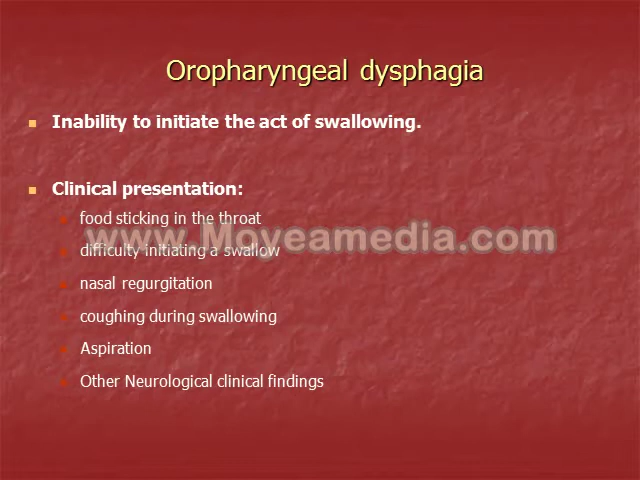 Oropharyngeal dysphagia
Inability to initiate the act of swallowing.
Clinical presentation:
food sticking in the throat
www.Moyeamedia.com
difficulty initiating a swallow
nasal regurgitation
coughing during swallowing
Aspiration
Other Neurological clinical findings